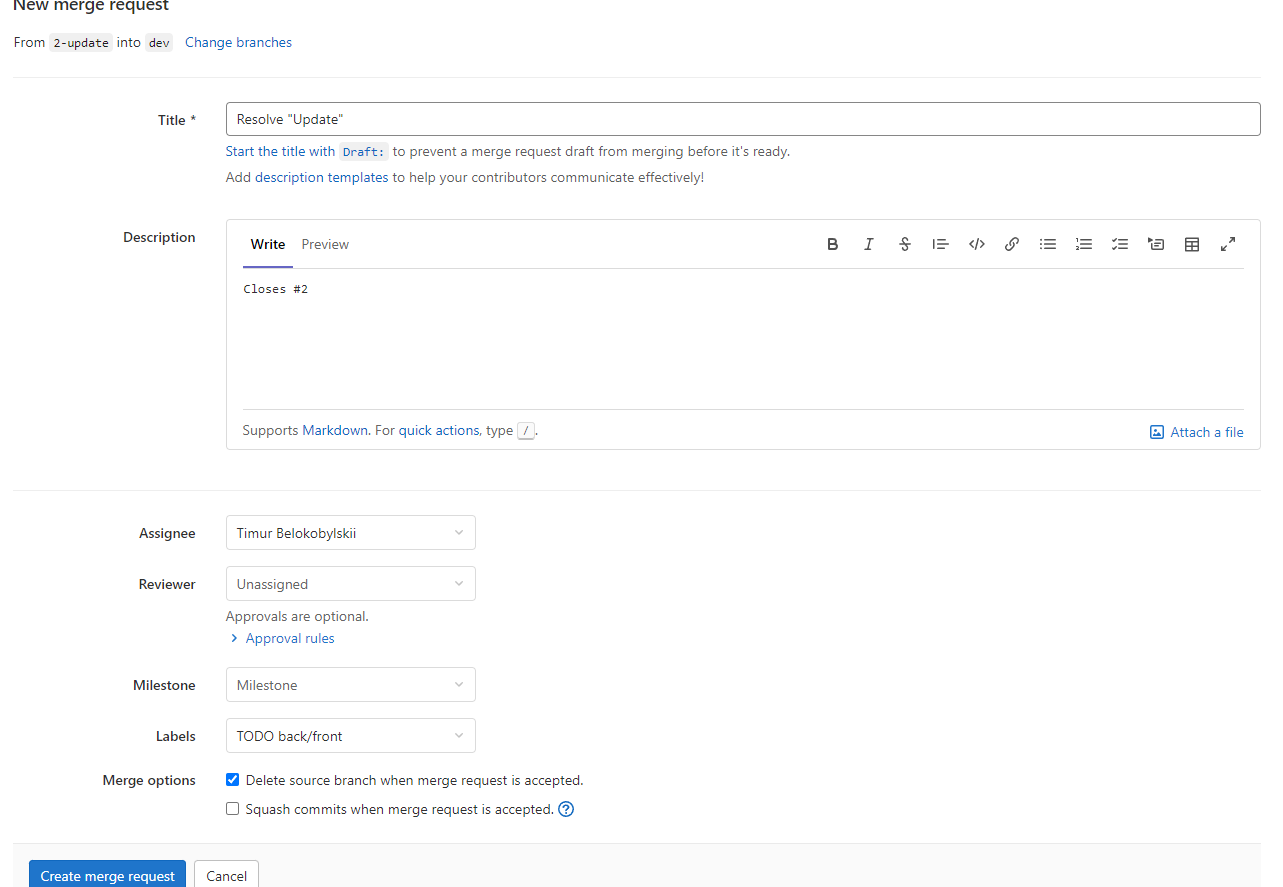 New merge request
From 2-update into dev Change branches
Title *
Resolve "Update"
Start the title with Draft: to prevent a merge request draft from merging before it's ready.
Add description templates to help your contributors communicate effectively!
Description
Write Preview
Closes #2
Supports Markdown. For quick actions, type /.
Attach a file
Assignee
Timur Belokobylskii
Reviewer
Unassigned
Approvals are optional.
Approval rules
Milestone
Milestone
Labels
TODO back/front
Merge options
Delete source branch when merge request is accepted.
Squash commits when merge request is accepted.
Create merge request
Cancel